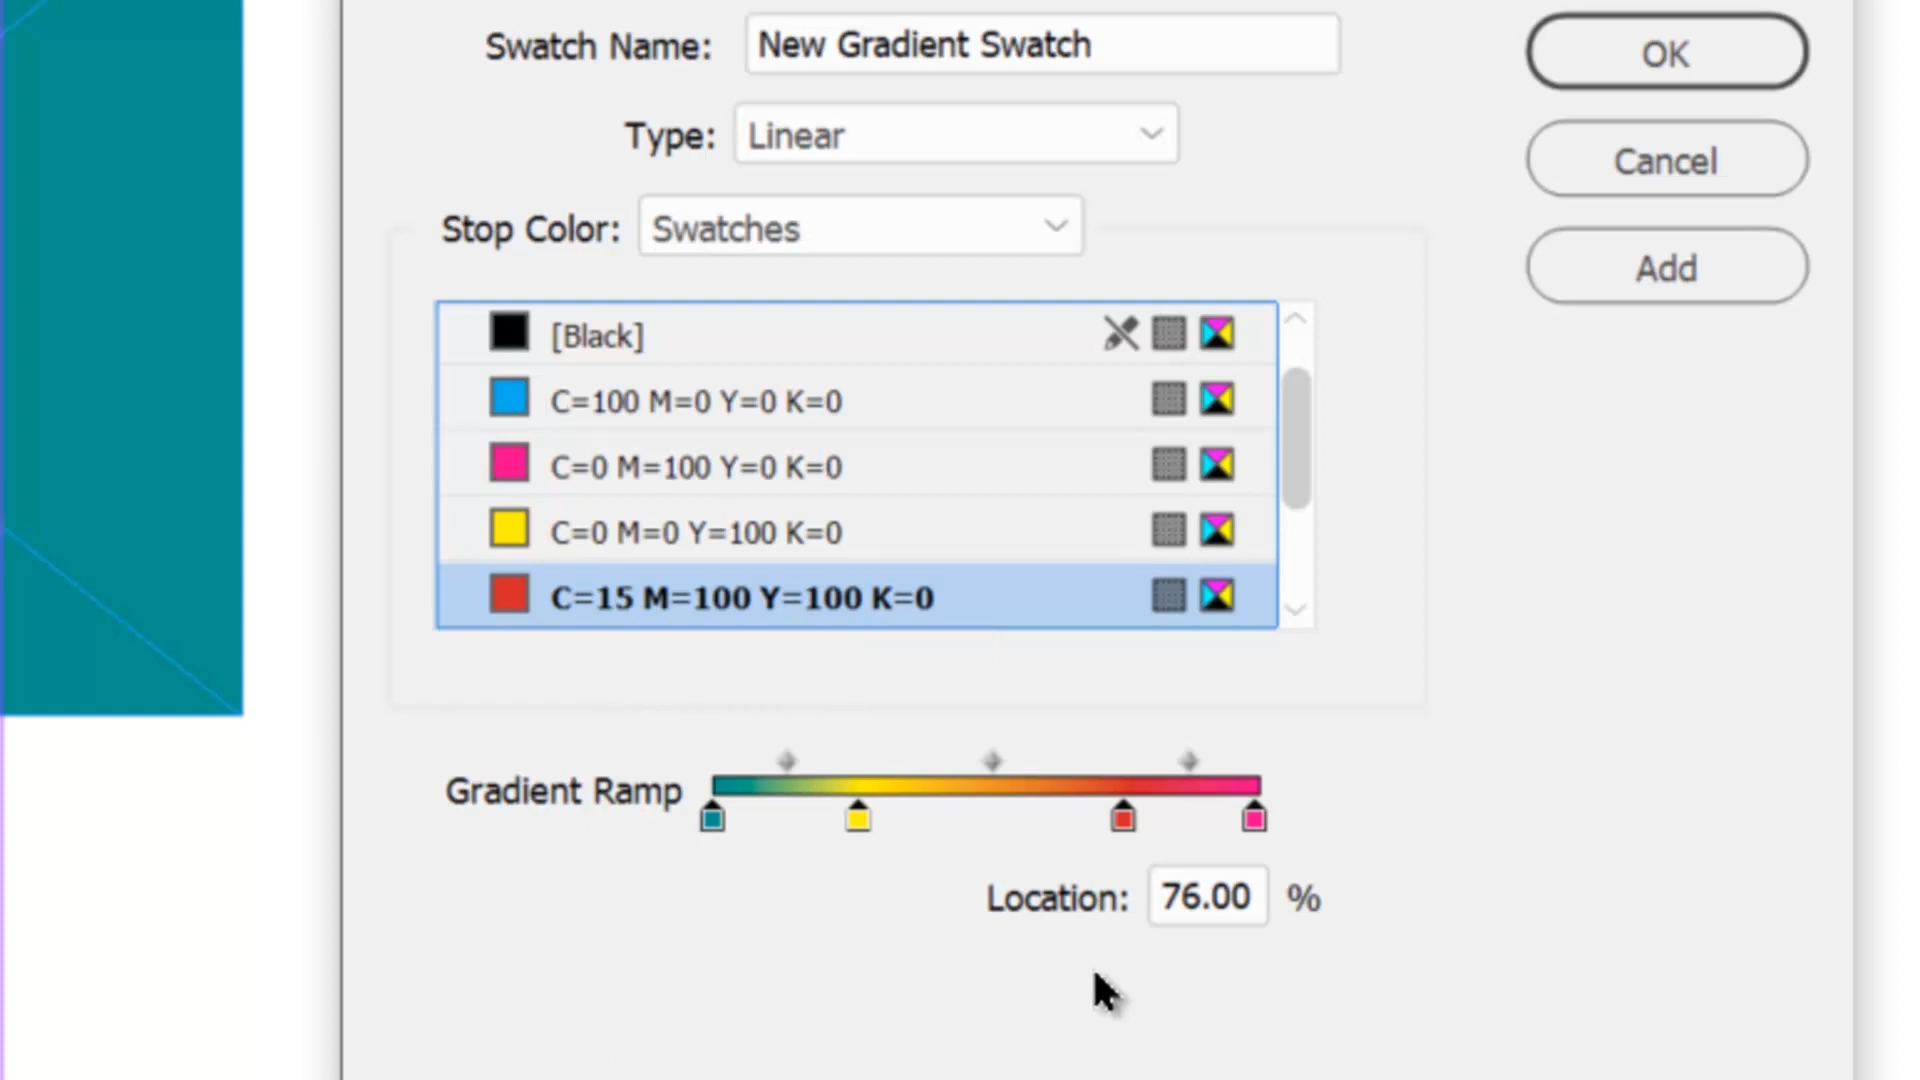 Swatch Name: New Gradient Swatch
OK
Type: Linear
Cancel
Stop Color: Swatches
Add
[Black]
C=100 M=0 Y=0 K=0
C=0 M=100 Y=0 K=0
C=0 M=0 Y=100 K=0
C=15 M=100 Y=100 K=0
Gradient Ramp
Location: 76.00 %